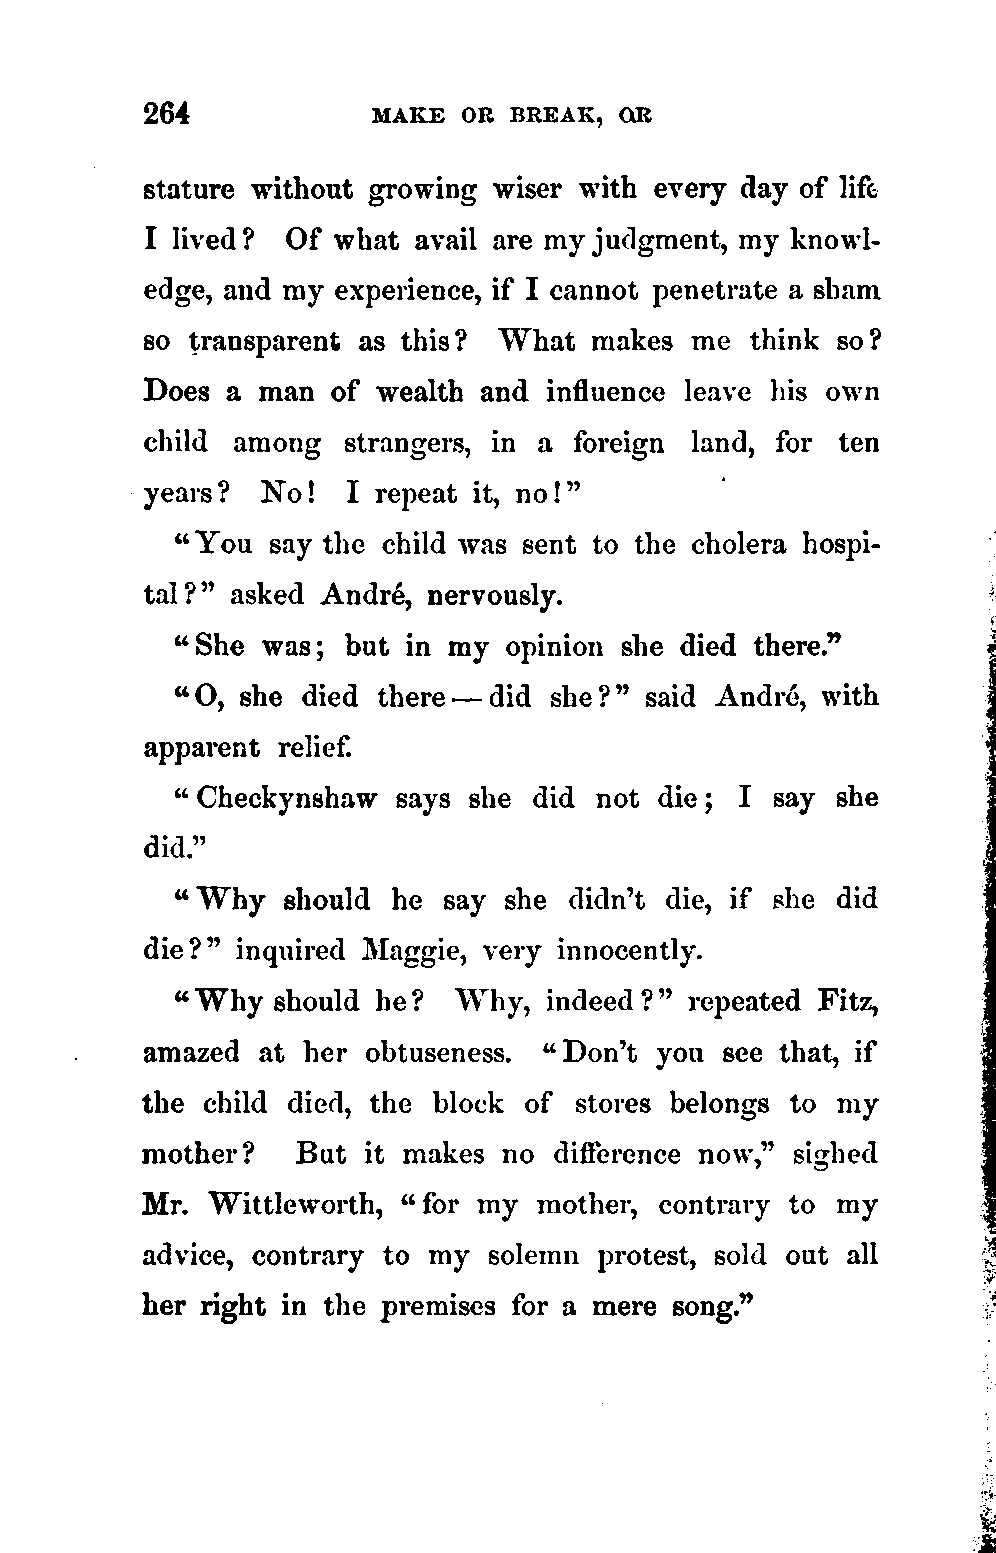 264 MAKE OR BREAK, OR
stature without growing wiser with every day of life
I lived? Of what avail are my judgment, my knowl-
edge, and my experience, if I cannot penetrate a sham
so transparent as this? What makes me think so?
Does a man of wealth and influence leave his own
child among strangers, in a foreign land, for ten
years? No! I repeat it, no!”
“You say the child was sent to the cholera hospi-
tal?” asked André, nervously.
“She was; but in my opinion she died there.”
“O, she died there — did she?” said André, with
apparent relief.
“Checkynshaw says she did not die; I say she
did.”
“Why should he say she didn’t die, if she did
die?” inquired Maggie, very innocently.
“Why should he? Why, indeed?” repeated Fitz,
amazed at her obtuseness. “Don’t you see that, if
the child died, the block of stores belongs to my
mother? But it makes no difference now,” sighed
Mr. Wittleworth, “for my mother, contrary to my
advice, contrary to my solemn protest, sold out all
her right in the premises for a mere song.”